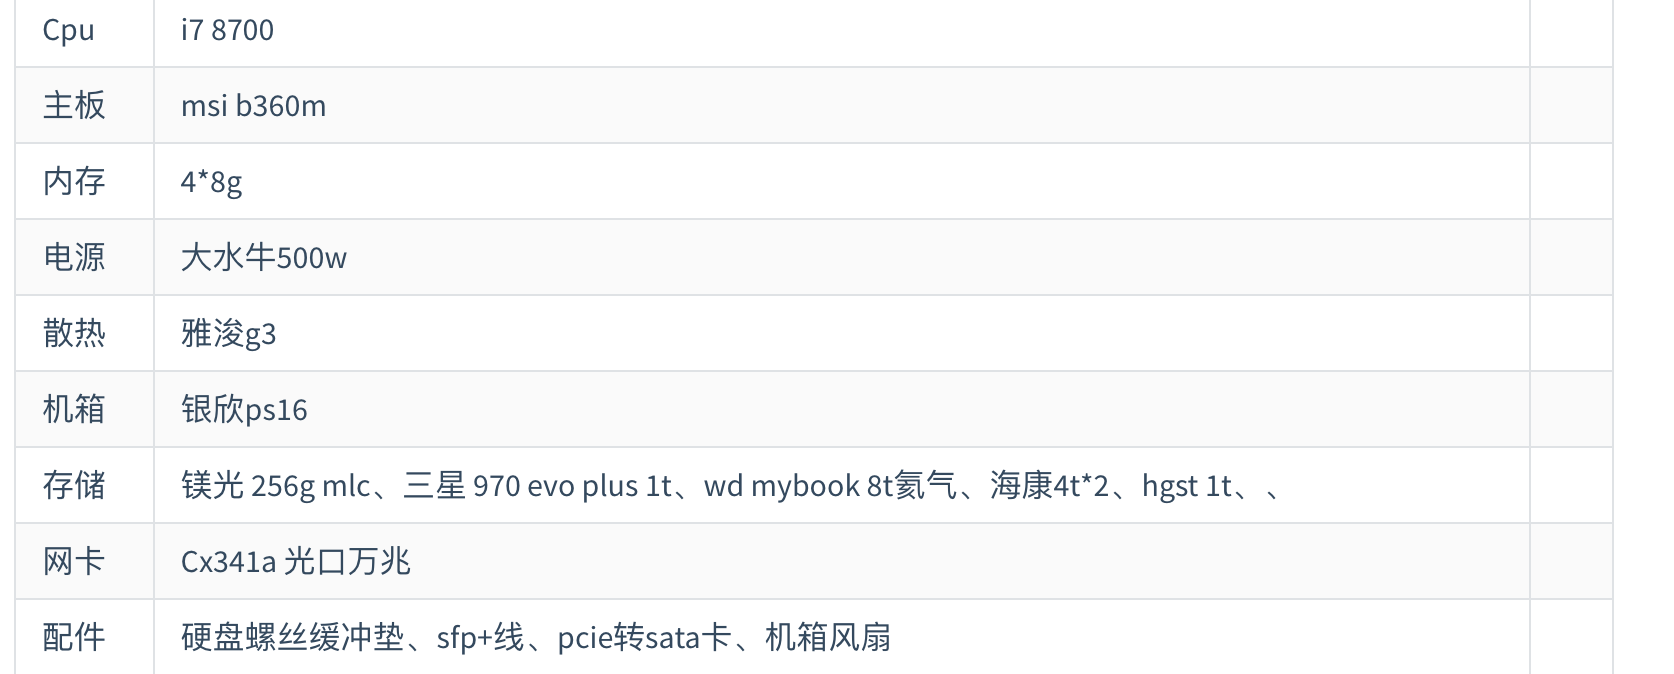 Cpu i7 8700
主板 msi b360m
内存 4*8g
电源 大水牛500w
散热 雅浚g3
机箱 银欣ps16
存储 镁光 256g mlc、三星 970 evo plus 1t、wd mybook 8t氦气、海康4t*2、hgst 1t、、
网卡 Cx341a 光口万兆
配件 硬盘螺丝缓冲垫、sfp+线、pcie转sata卡、机箱风扇